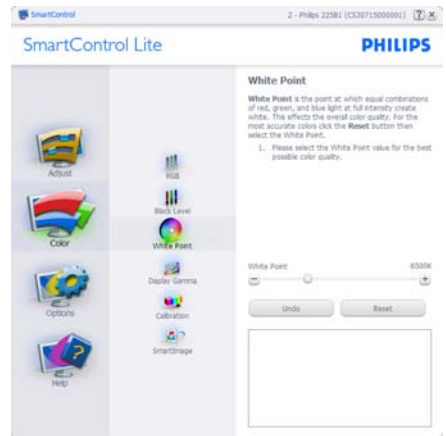 SmartControl
2 - Philips 225B1 (CS30715000001)
SmartControl Lite
PHILIPS
Adjust
Color
Options
Help
RGB
Black Level
White Point
Display Gamma
Calibration
SmartImage
White Point
White Point is the point at which equal combinations
of red, green, and blue light at full intensity create
white. This effects the overall color quality. For the
most accurate colors click the Reset button then
select the White Point.
1. Please select the White Point value for the best
possible color quality.
White Point 6500K
Undo
Reset